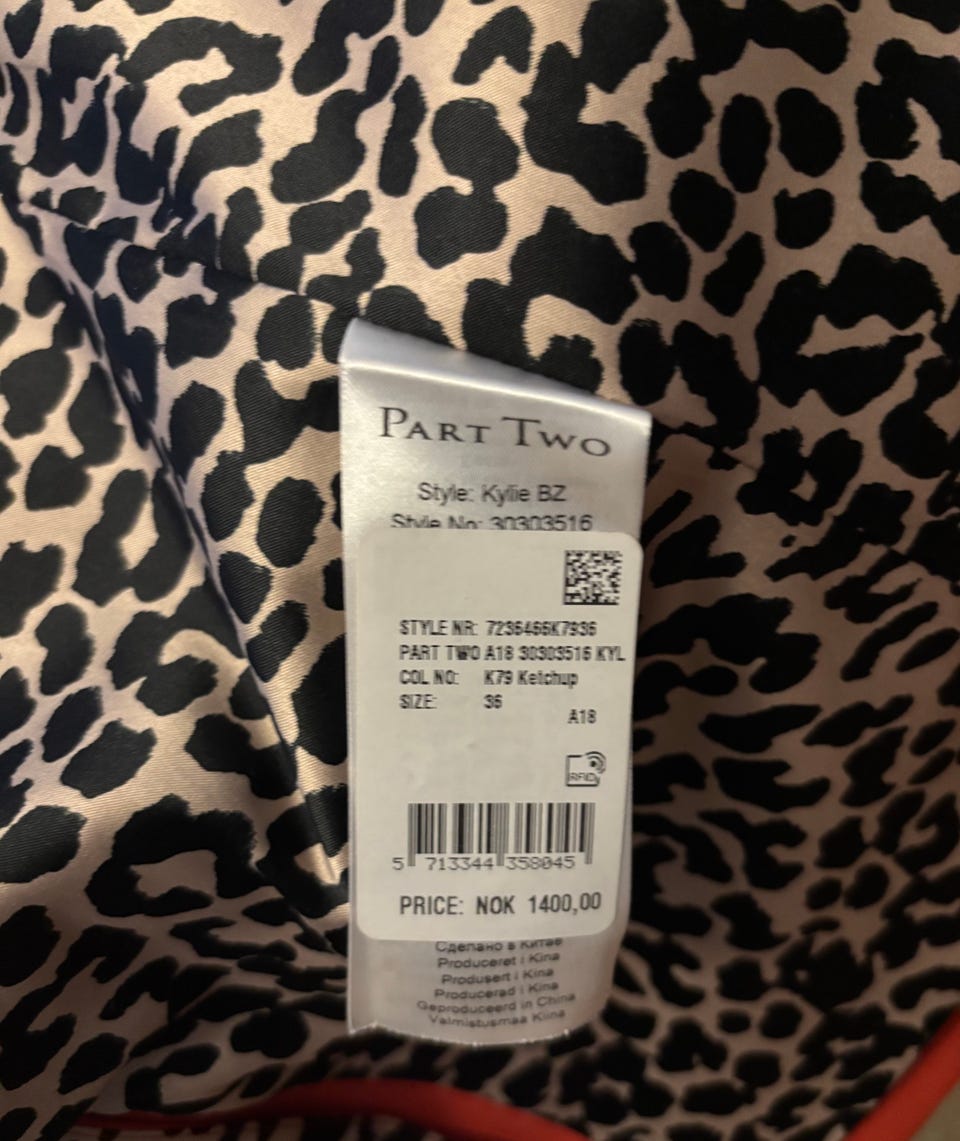 PART TWO
Style: Kylie BZ
Style No: 30303516
STYLE NR: 7236466K7936
PART TWO A18 30303516 KYL
COL NO: K79 Ketchup
SIZE: 36
A18
RFID
5 713344 358045
PRICE: NOK 1400,00
Сделано в Китае
Produceret i Kina
Produsert i Kina
Producerad i Kina
Geproduceerd in China
Valmistusmaa Kiina